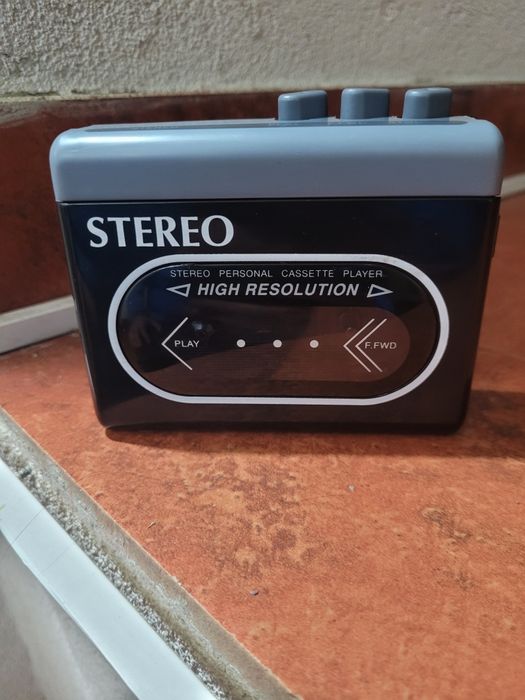 STEREO
STEREO PERSONAL CASSETTE PLAYER
HIGH RESOLUTION
PLAY
F.FWD